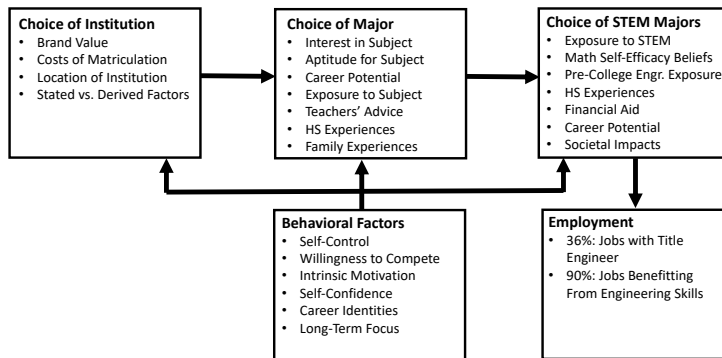 Choice of Institution
• Brand Value
• Costs of Matriculation
• Location of Institution
• Stated vs. Derived Factors
Choice of Major
• Interest in Subject
• Aptitude for Subject
• Career Potential
• Exposure to Subject
• Teachers' Advice
• HS Experiences
• Family Experiences
Choice of STEM Majors
• Exposure to STEM
• Math Self-Efficacy Beliefs
• Pre-College Engr. Exposure
• HS Experiences
• Financial Aid
• Career Potential
• Societal Impacts
Behavioral Factors
• Self-Control
• Willingness to Compete
• Intrinsic Motivation
• Self-Confidence
• Career Identities
• Long-Term Focus
Employment
• 36%: Jobs with Title
Engineer
• 90%: Jobs Benefitting
From Engineering Skills